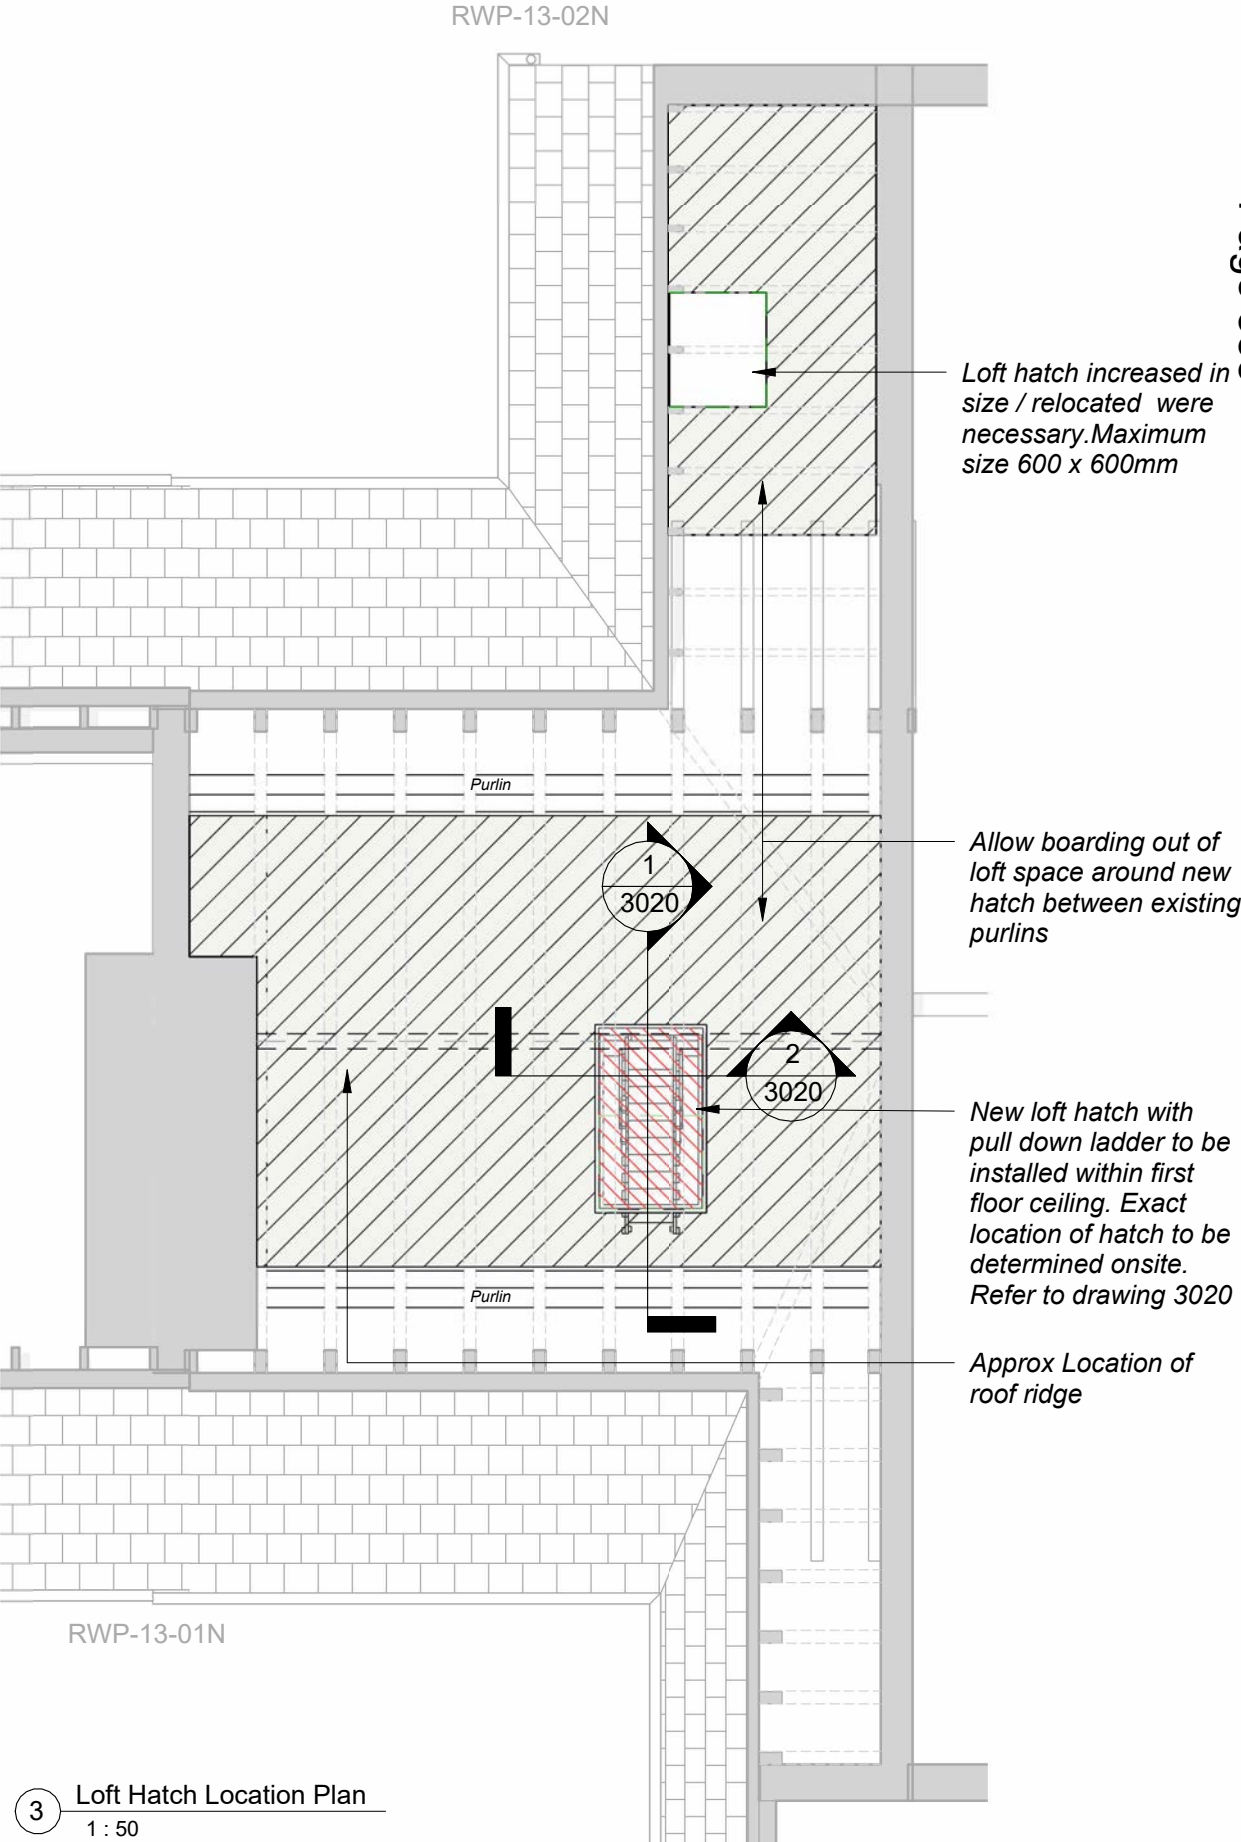 RWP-13-02N
Loft hatch increased in
size / relocated were
necessary.Maximum
size 600 x 600mm
Purlin
1
3020
Allow boarding out of
loft space around new
hatch between existing
purlins
2
3020
New loft hatch with
pull down ladder to be
installed within first
floor ceiling. Exact
location of hatch to be
determined onsite.
Refer to drawing 3020
Purlin
Approx Location of
roof ridge
RWP-13-01N
3
Loft Hatch Location Plan
1 : 50